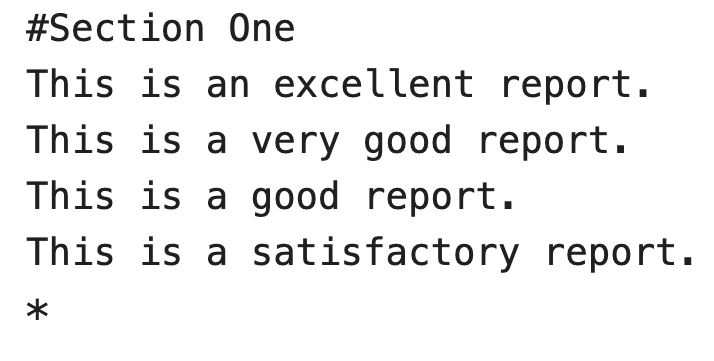 #Section One
This is an excellent report.
This is a very good report.
This is a good report.
This is a satisfactory report.
*